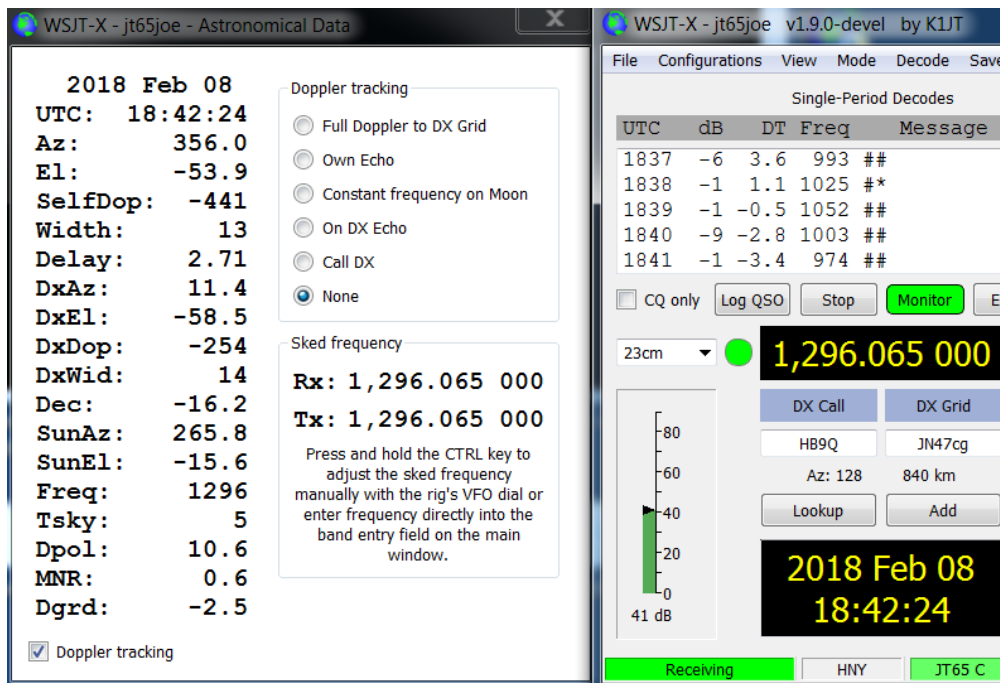 WSJT-X - jt65joe - Astronomical Data
2018 Feb 08
UTC: 18:42:24
Az: 356.0
El: -53.9
SelfDop: -441
Width: 13
Delay: 2.71
DxAz: 11.4
DxEl: -58.5
DxDop: -254
DxWid: 14
Dec: -16.2
SunAz: 265.8
SunEl: -15.6
Freq: 1296
Tsky: 5
Dpol: 10.6
MNR: 0.6
Dgrd: -2.5
Doppler tracking
Doppler tracking
Full Doppler to DX Grid
Own Echo
Constant frequency on Moon
On DX Echo
Call DX
None
Sked frequency
Rx: 1,296.065 000
Tx: 1,296.065 000
Press and hold the CTRL key to
adjust the sked frequency
manually with the rig's VFO dial or
enter frequency directly into the
band entry field on the main
window.
WSJT-X - jt65joe v1.9.0-devel by K1JT
File Configurations View Mode Decode Save
Single-Period Decodes
UTC dB DT Freq Message
1837 -6 3.6 993 ##
1838 -1 1.1 1025 #*
1839 -1 -0.5 1052 ##
1840 -9 -2.8 1003 ##
1841 -1 -3.4 974 ##
CQ only Log QSO Stop Monitor E
23cm 1,296.065 000
DX Call DX Grid
HB9Q JN47cg
Az: 128 840 km
Lookup Add
80
60
40
20
0
41 dB
2018 Feb 08
18:42:24
Receiving HNY JT65 C